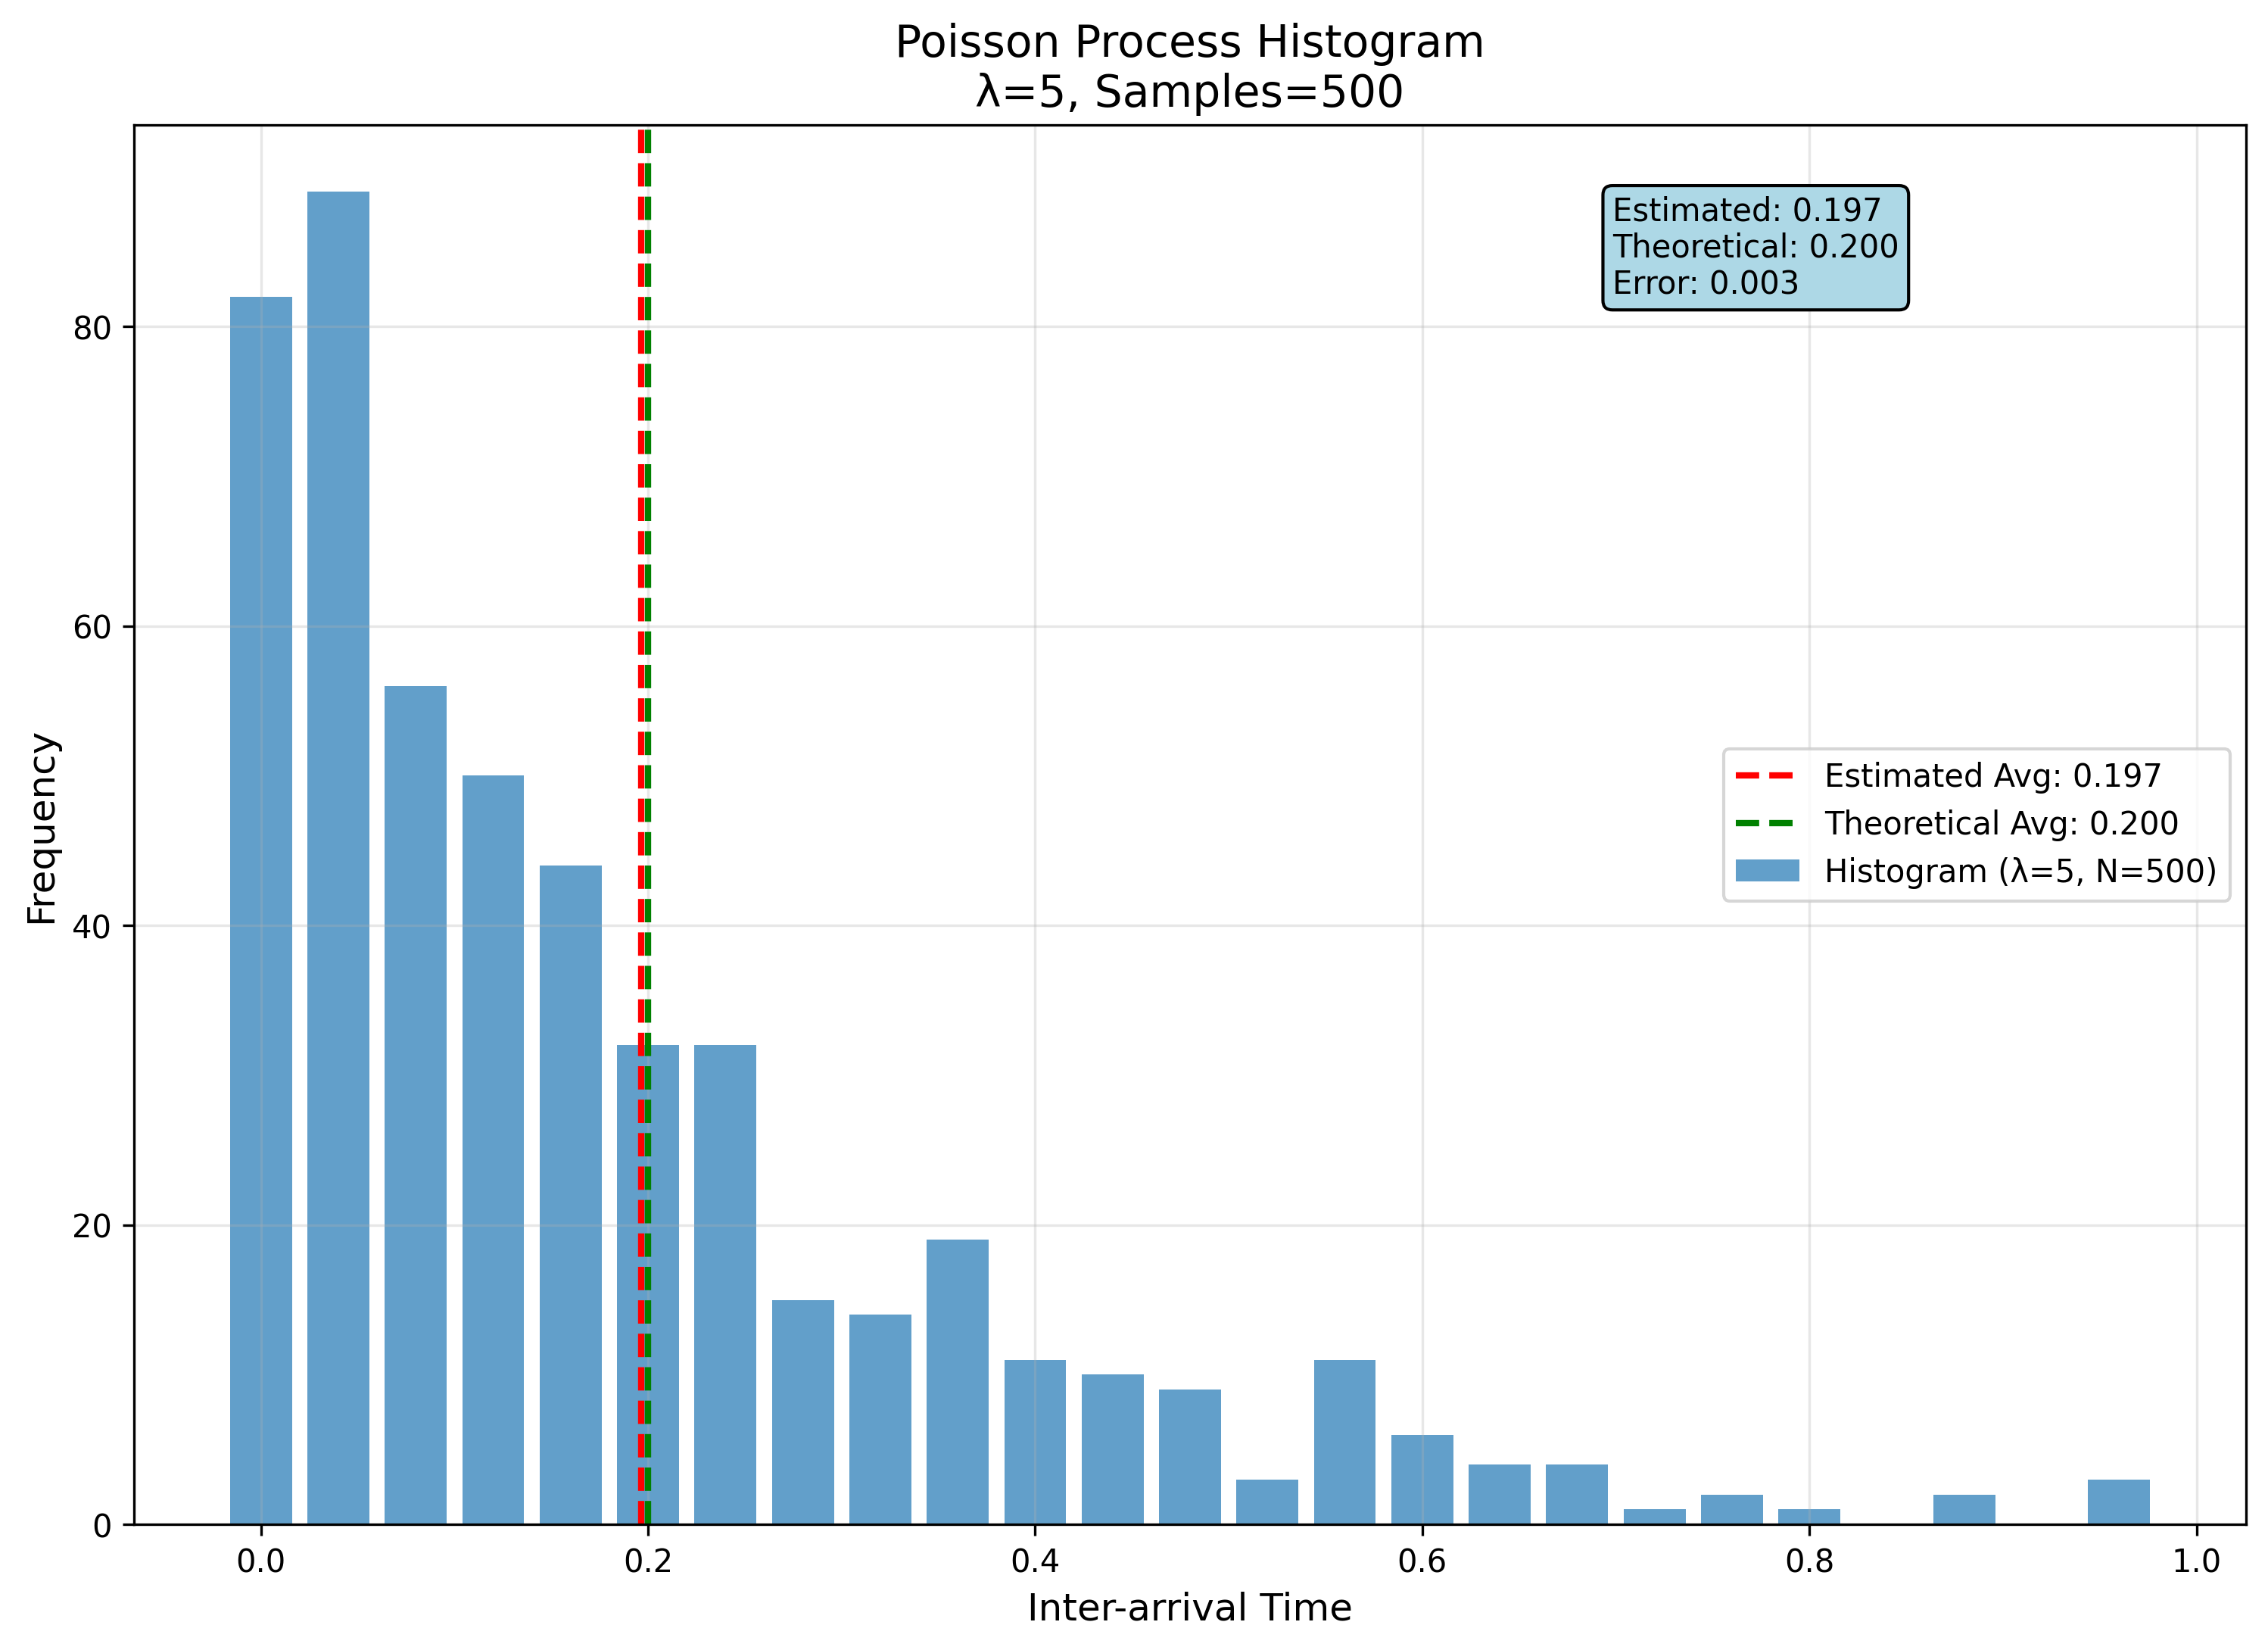 Poisson Process Histogram
λ=5, Samples=500
Estimated: 0.197
Theoretical: 0.200
Error: 0.003
80
60
40
20
0
Frequency
Estimated Avg: 0.197
Theoretical Avg: 0.200
Histogram (λ=5, N=500)
0.0 0.2 0.4 0.6 0.8 1.0
Inter-arrival Time